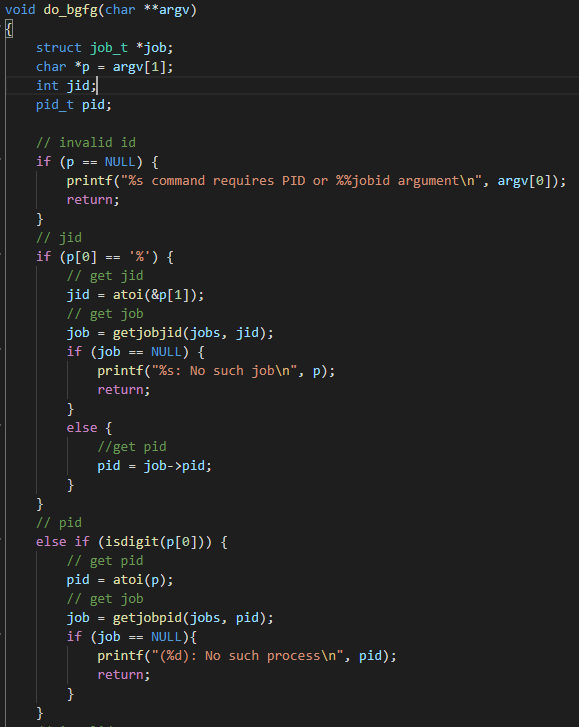 void do_bgfg(char **argv)
{
    struct job_t *job;
    char *p = argv[1];
    int jid;
    pid_t pid;

    // invalid id
    if (p == NULL) {
        printf("%s command requires PID or %%jobid argument\n", argv[0]);
        return;
    }
    // jid
    if (p[0] == '%') {
        // get jid
        jid = atoi(&p[1]);
        // get job
        job = getjobjid(jobs, jid);
        if (job == NULL) {
            printf("%s: No such job\n", p);
            return;
        }
        else {
            //get pid
            pid = job->pid;
        }
    }
    // pid
    else if (isdigit(p[0])) {
        // get pid
        pid = atoi(p);
        // get job
        job = getjobpid(jobs, pid);
        if (job == NULL){
            printf("(%d): No such process\n", pid);
            return;
        }
    }